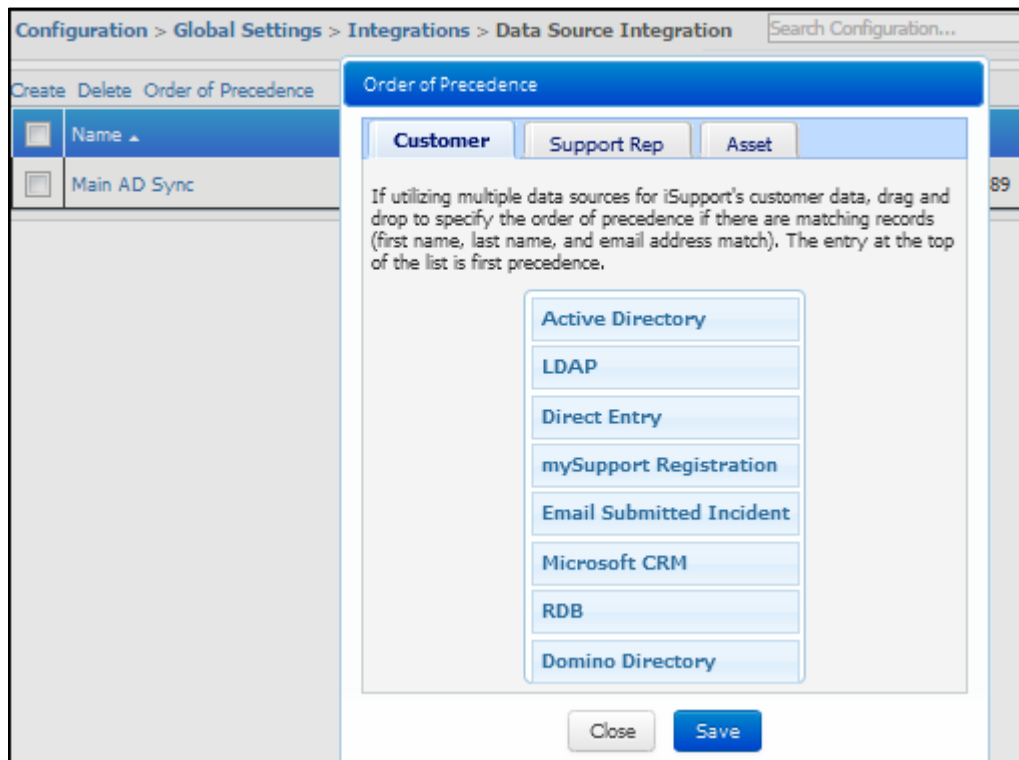 Configuration > Global Settings > Integrations > Data Source Integration
Search Configuration...
Create Delete Order of Precedence
Name
Main AD Sync
89
Order of Precedence
Customer
Support Rep
Asset
If utilizing multiple data sources for iSupport's customer data, drag and
drop to specify the order of precedence if there are matching records
(first name, last name, and email address match). The entry at the top
of the list is first precedence.
Active Directory
LDAP
Direct Entry
mySupport Registration
Email Submitted Incident
Microsoft CRM
RDB
Domino Directory
Close
Save